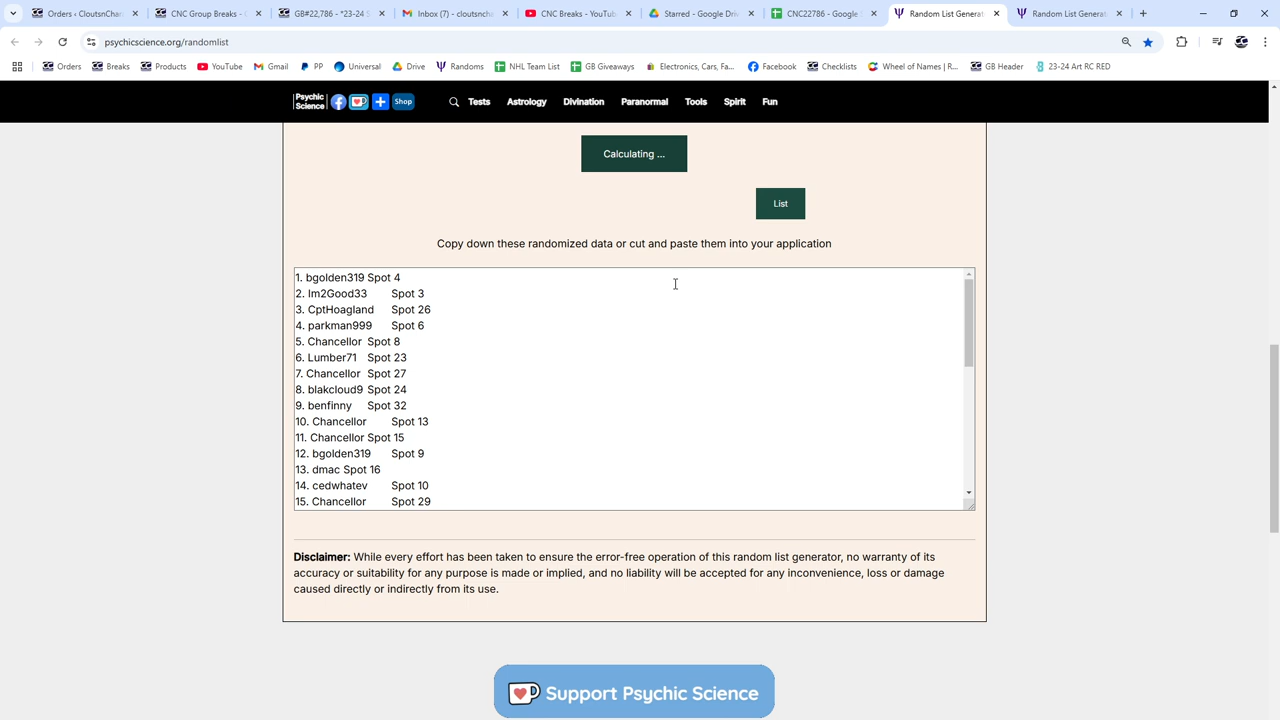 Orders ‹ CloutsnChan
CNC Group Breaks -
GB#22,786 - *23-24 S
Inbox (7) - cloutsnch
CNC Breaks - YouTub
Starred - Google Dri
CNC22786 - Google
Random List Generat
Random List Generat
psychicscience.org/randomlist
Orders
Breaks
Products
YouTube
Gmail
PP
Universal
Drive
Randoms
NHL Team List
GB Giveaways
Electronics, Cars, Fa...
Facebook
Checklists
Wheel of Names | R...
GB Header
23-24 Art RC RED
Psychic
Science
Shop
Tests
Astrology
Divination
Paranormal
Tools
Spirit
Fun
Calculating ...
List
Copy down these randomized data or cut and paste them into your application
1. bgolden319 Spot 4
2. Im2Good33 Spot 3
3. CptHoagland Spot 26
4. parkman999 Spot 6
5. Chancellor Spot 8
6. Lumber71 Spot 23
7. Chancellor Spot 27
8. blakcloud9 Spot 24
9. benfinny Spot 32
10. Chancellor Spot 13
11. Chancellor Spot 15
12. bgolden319 Spot 9
13. dmac Spot 16
14. cedwhatev Spot 10
15. Chancellor Spot 29
Disclaimer: While every effort has been taken to ensure the error-free operation of this random list generator, no warranty of its
accuracy or suitability for any purpose is made or implied, and no liability will be accepted for any inconvenience, loss or damage
caused directly or indirectly from its use.
Support Psychic Science